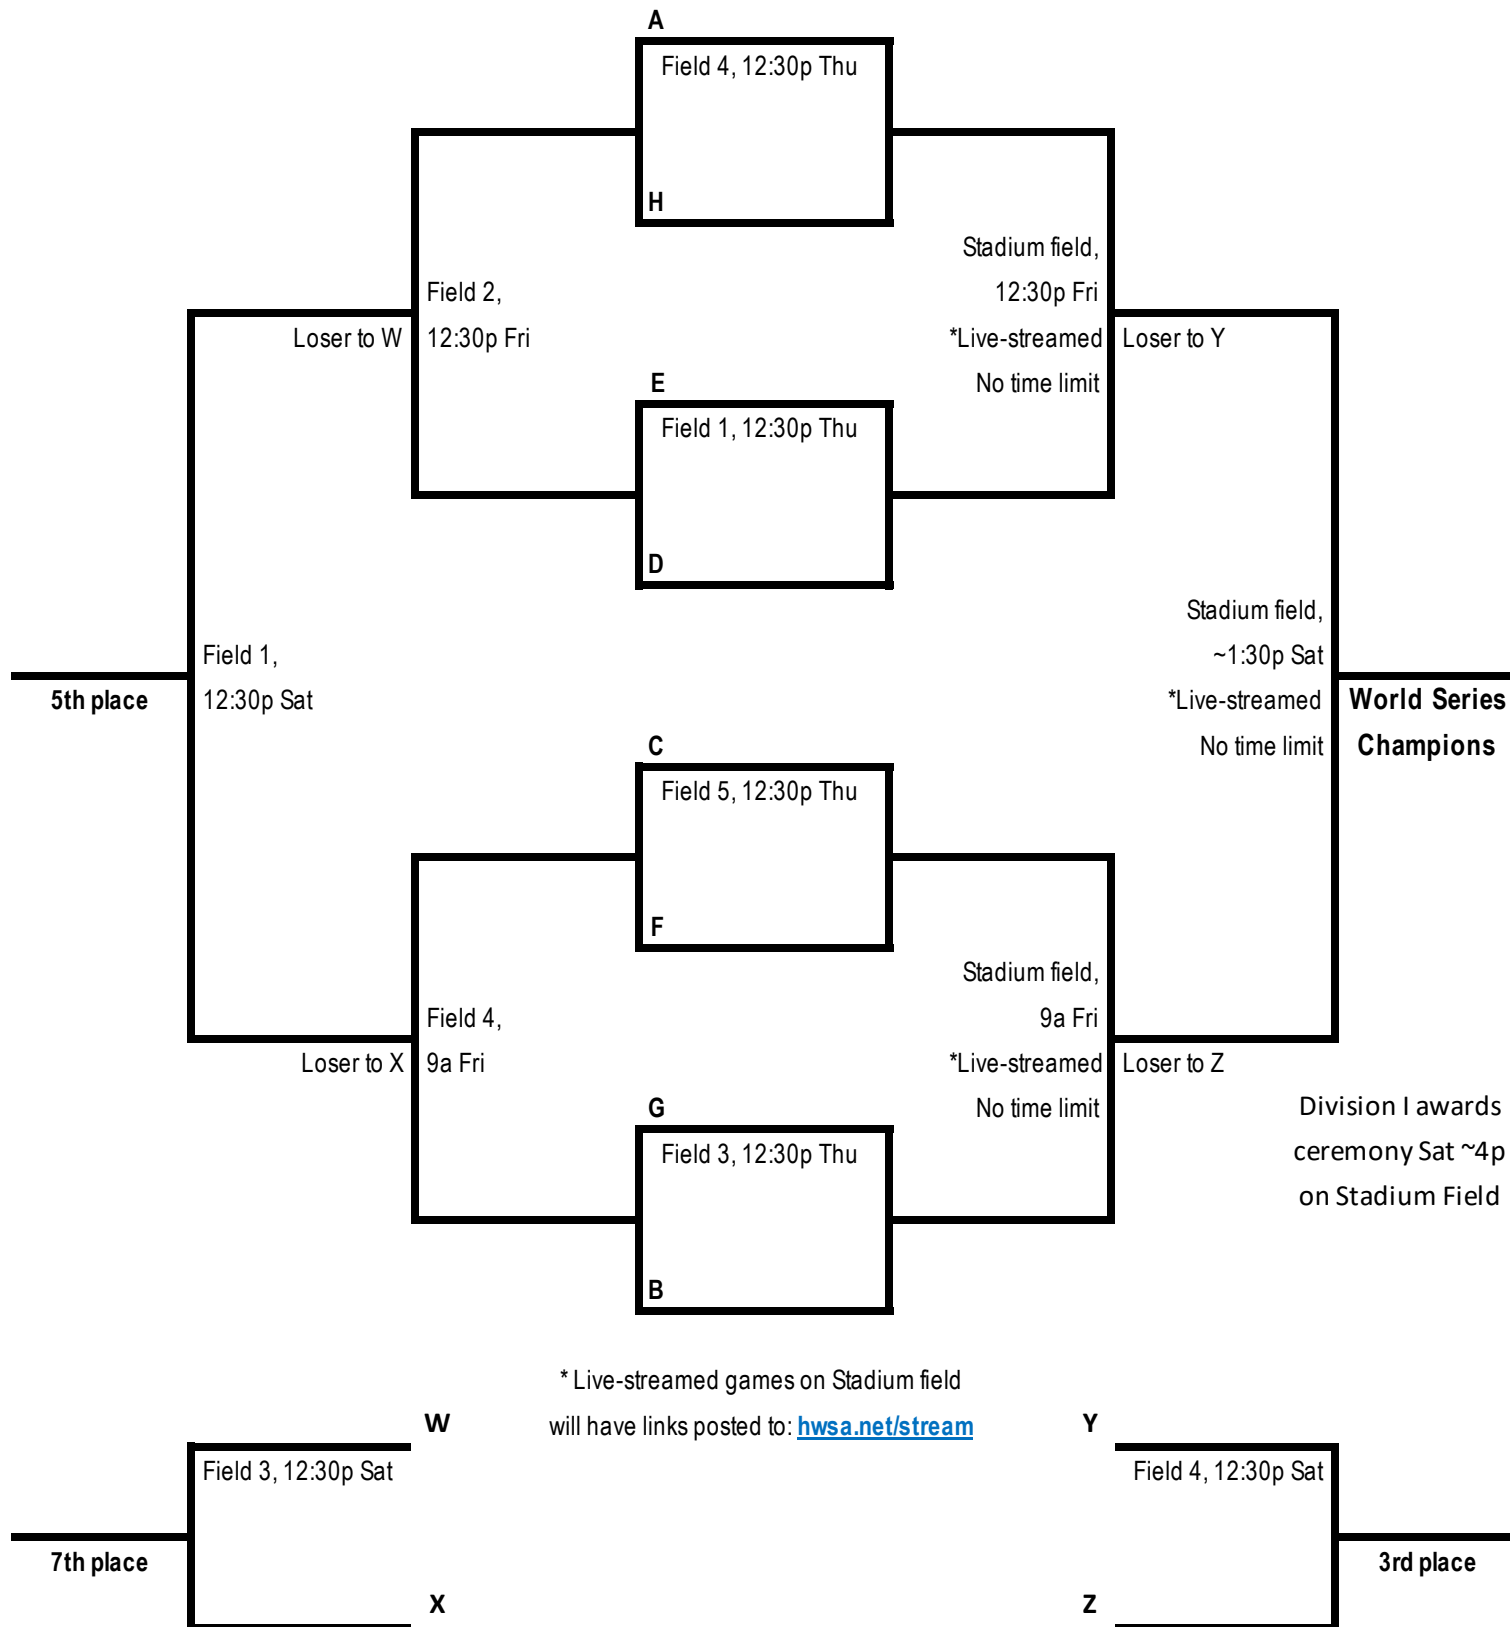 A
Field 4, 12:30p Thu
H
Stadium field,
12:30p Fri
*Live-streamed
No time limit
Field 2,
12:30p Fri
Loser to W
Loser to Y
E
Field 1, 12:30p Thu
D
Stadium field,
~1:30p Sat
*Live-streamed
No time limit
Field 1,
12:30p Sat
5th place
World Series
Champions
C
Field 5, 12:30p Thu
F
Stadium field,
9a Fri
*Live-streamed
No time limit
Field 4,
9a Fri
Loser to X
Loser to Z
G
Field 3, 12:30p Thu
B
Division I awards
ceremony Sat ~4p
on Stadium Field
* Live-streamed games on Stadium field
will have links posted to: hwsa.net/stream
W
Field 3, 12:30p Sat
7th place
X
Y
Field 4, 12:30p Sat
3rd place
Z